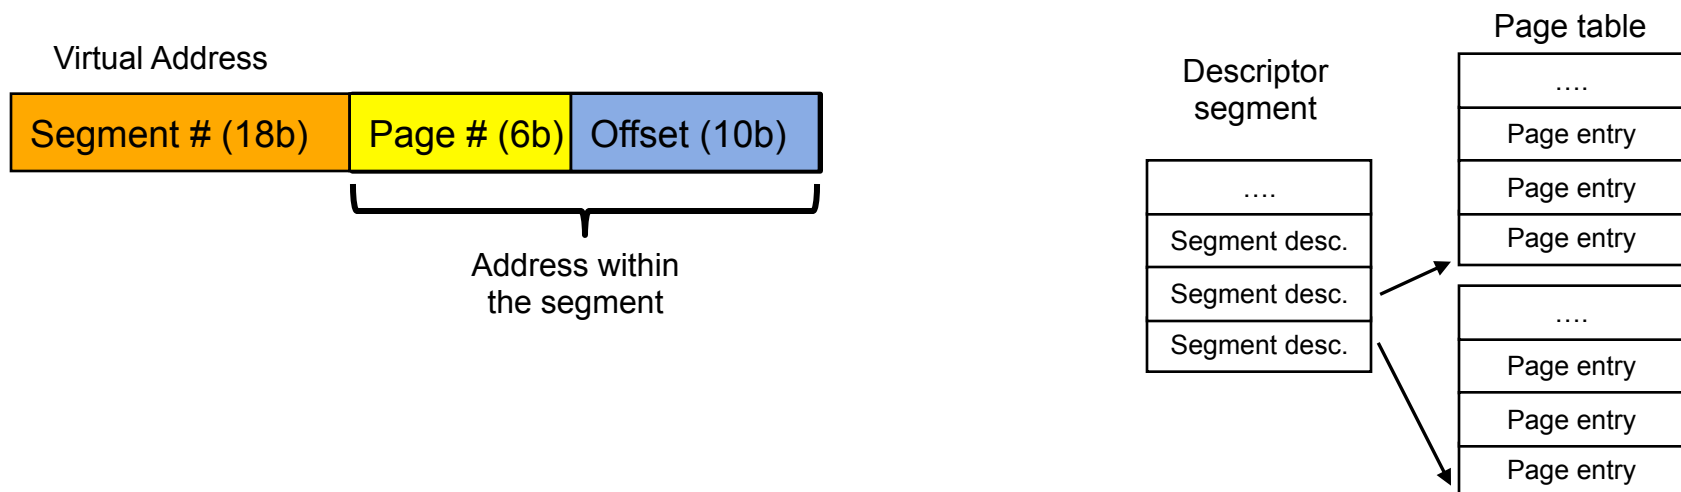 Virtual Address
Segment # (18b)
Page # (6b)
Offset (10b)
Address within
the segment
Descriptor
segment
….
Segment desc.
Segment desc.
Segment desc.
Page table
….
Page entry
Page entry
Page entry
….
Page entry
Page entry
Page entry